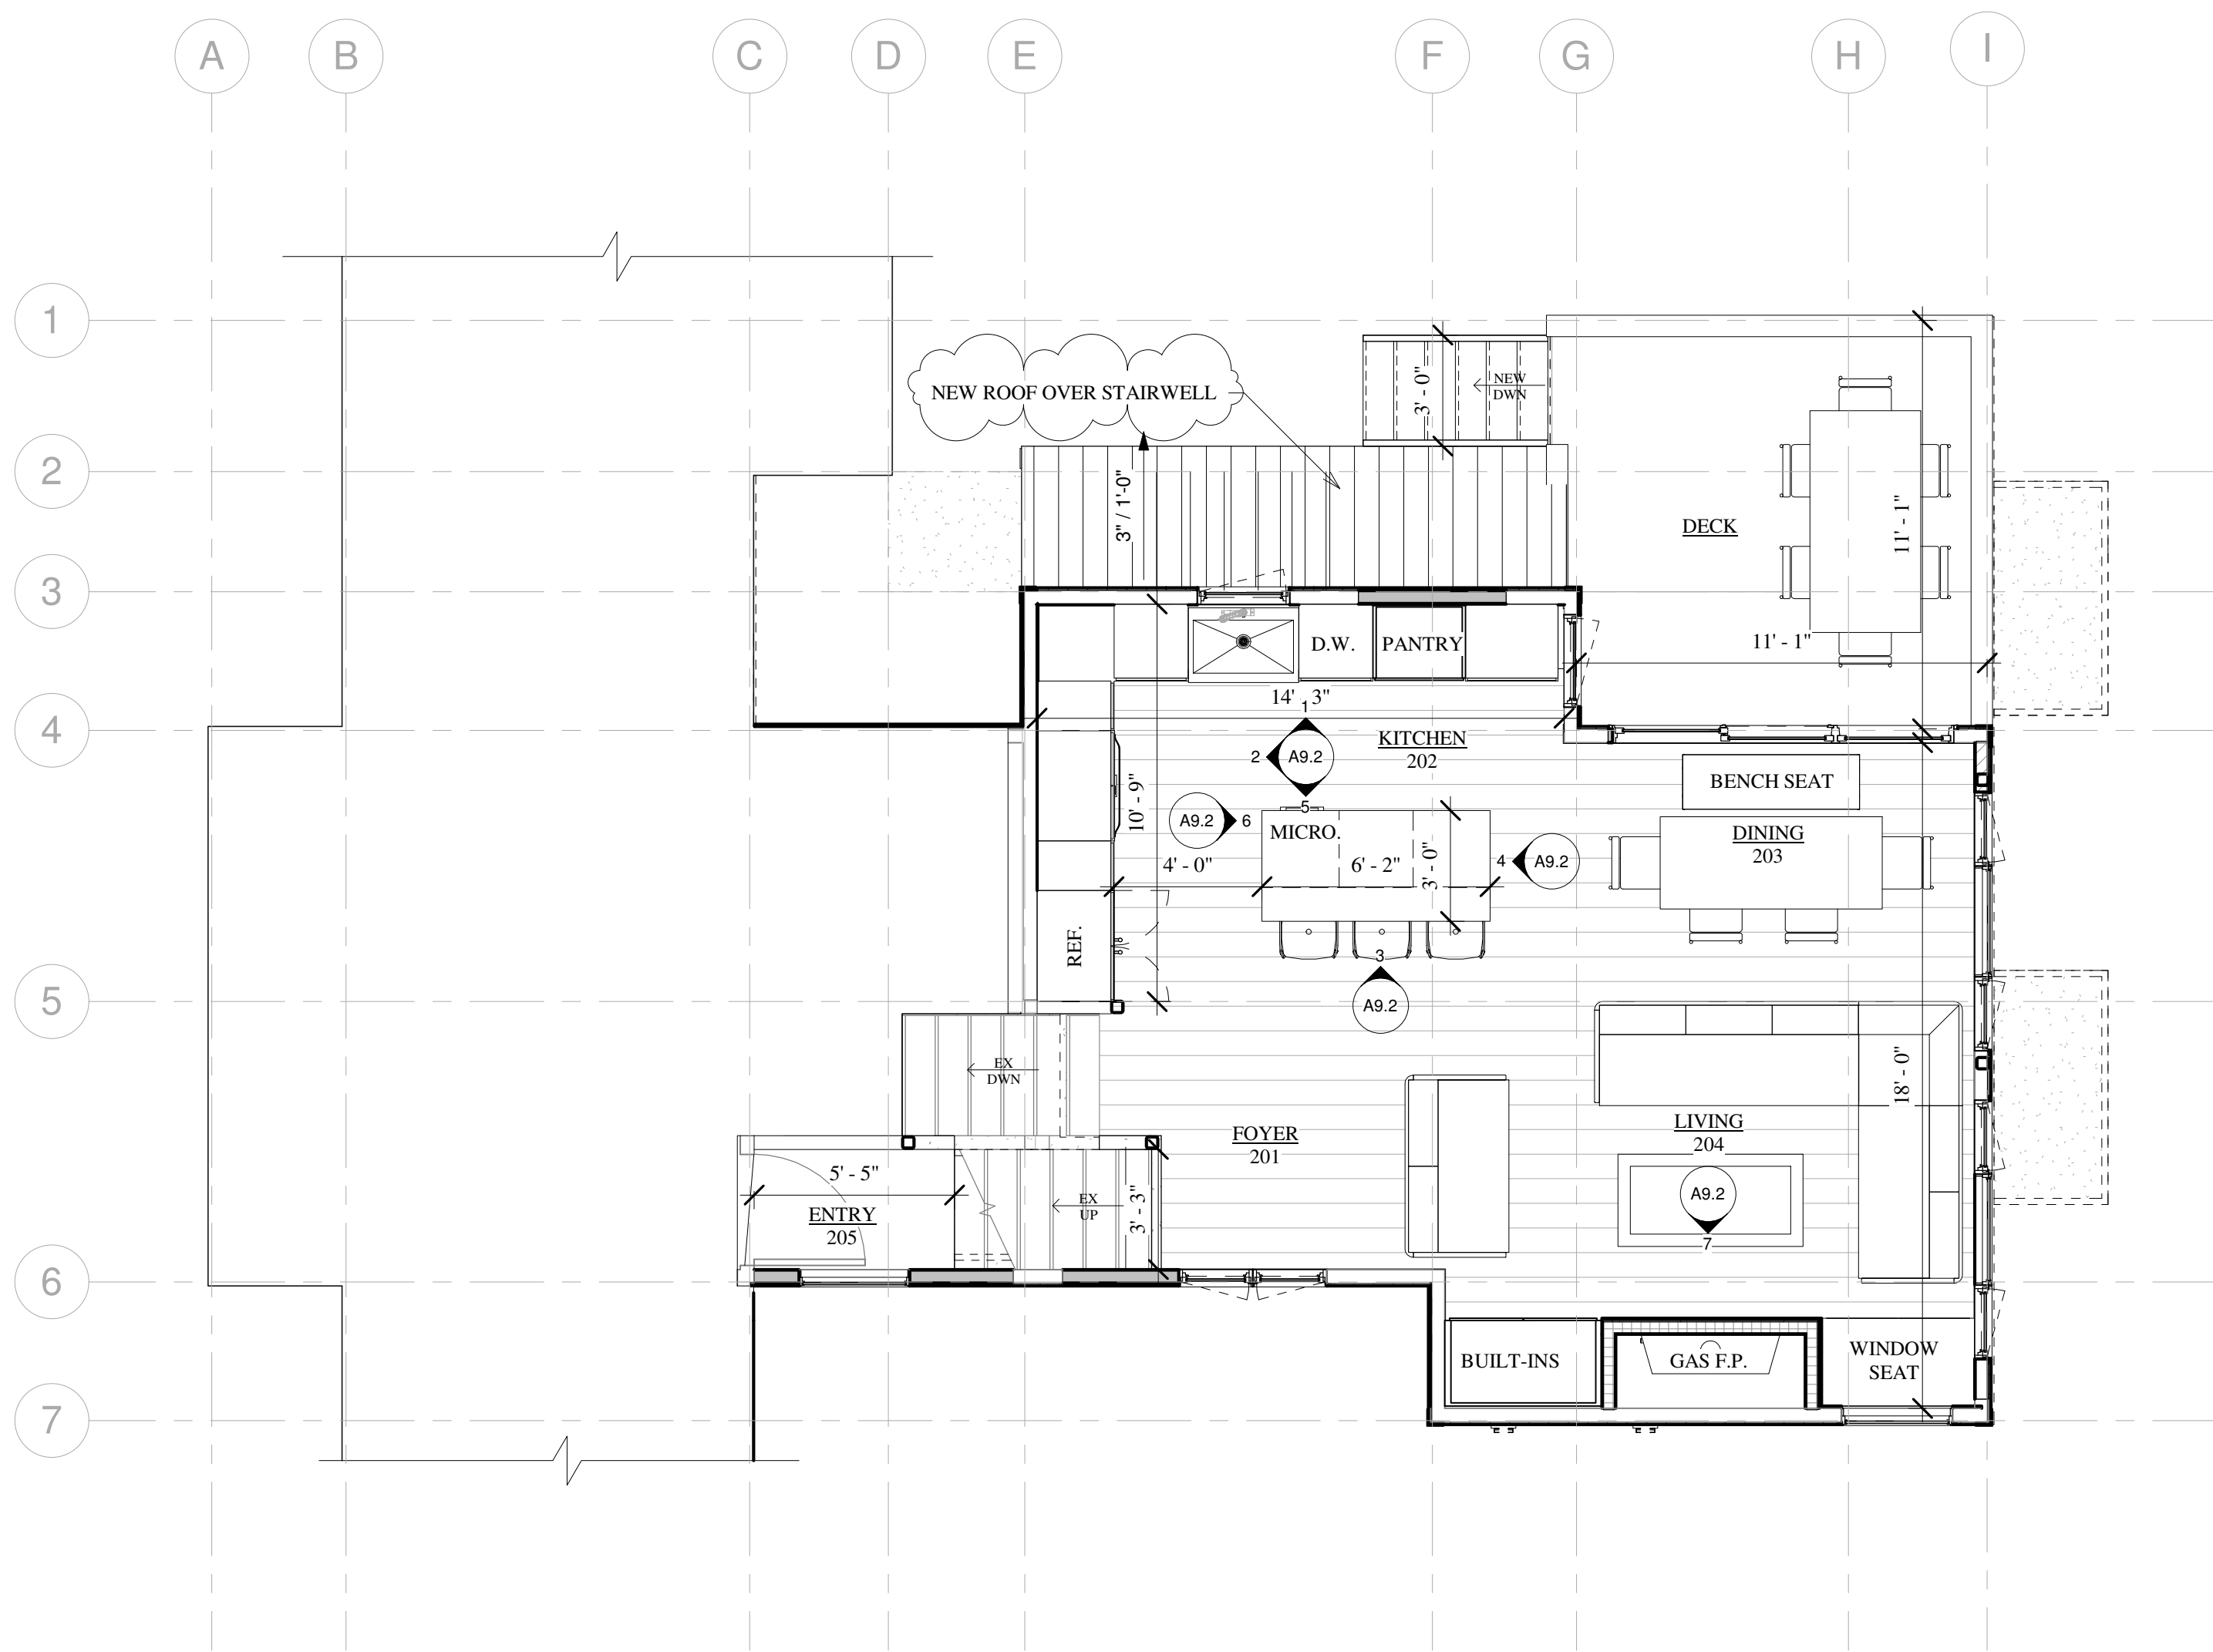 A B C D E F G H I
1
NEW ROOF OVER STAIRWELL
3' - 0"
NEW
DWN
2
3" / 1'-0"
DECK
11' - 1"
3
D.W.
PANTRY
11' - 1"
14' - 3"
4
1
KITCHEN
202
2
A9.2
5
BENCH SEAT
10' - 9"
A9.2
6
MICRO.
DINING
203
4' - 0"
6' - 2"
3' - 0"
4
A9.2
REF.
3
A9.2
5
EX
DWN
18' - 0"
FOYER
201
LIVING
204
5' - 5"
ENTRY
205
EX
UP
3' - 3"
A9.2
7
6
BUILT-INS
GAS F.P.
WINDOW
SEAT
7